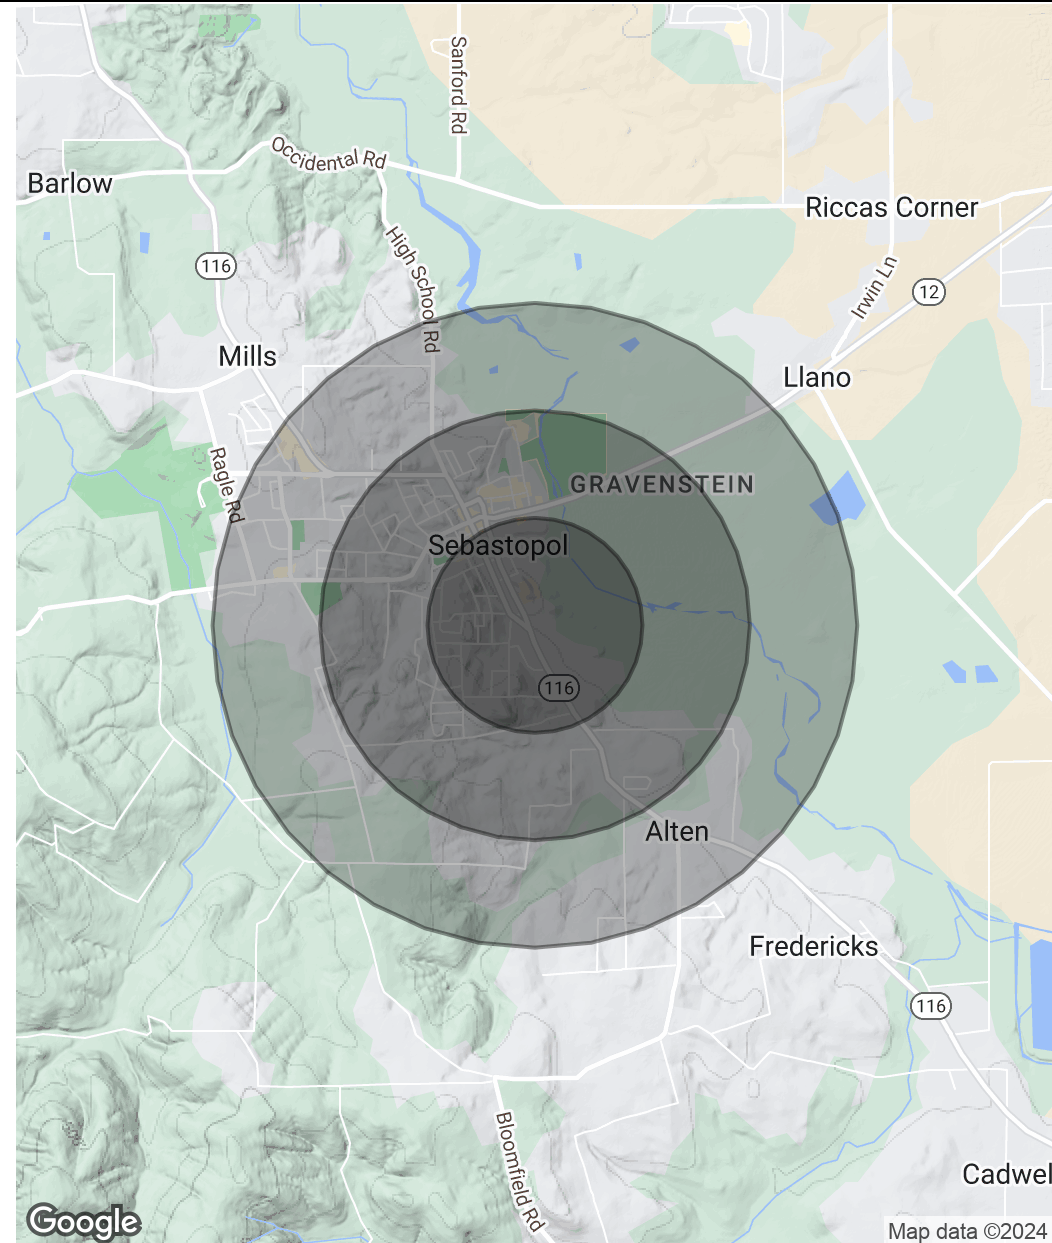 Sanford Rd
Occidental Rd
Barlow
Riccas Corner
High School Rd
116
Irwin Ln
12
Mills
Llano
Ragle Rd
GRAVENSTEIN
Sebastopol
116
Alten
Fredericks
116
Bloomfield Rd
Cadwel
Google
Map data ©2024